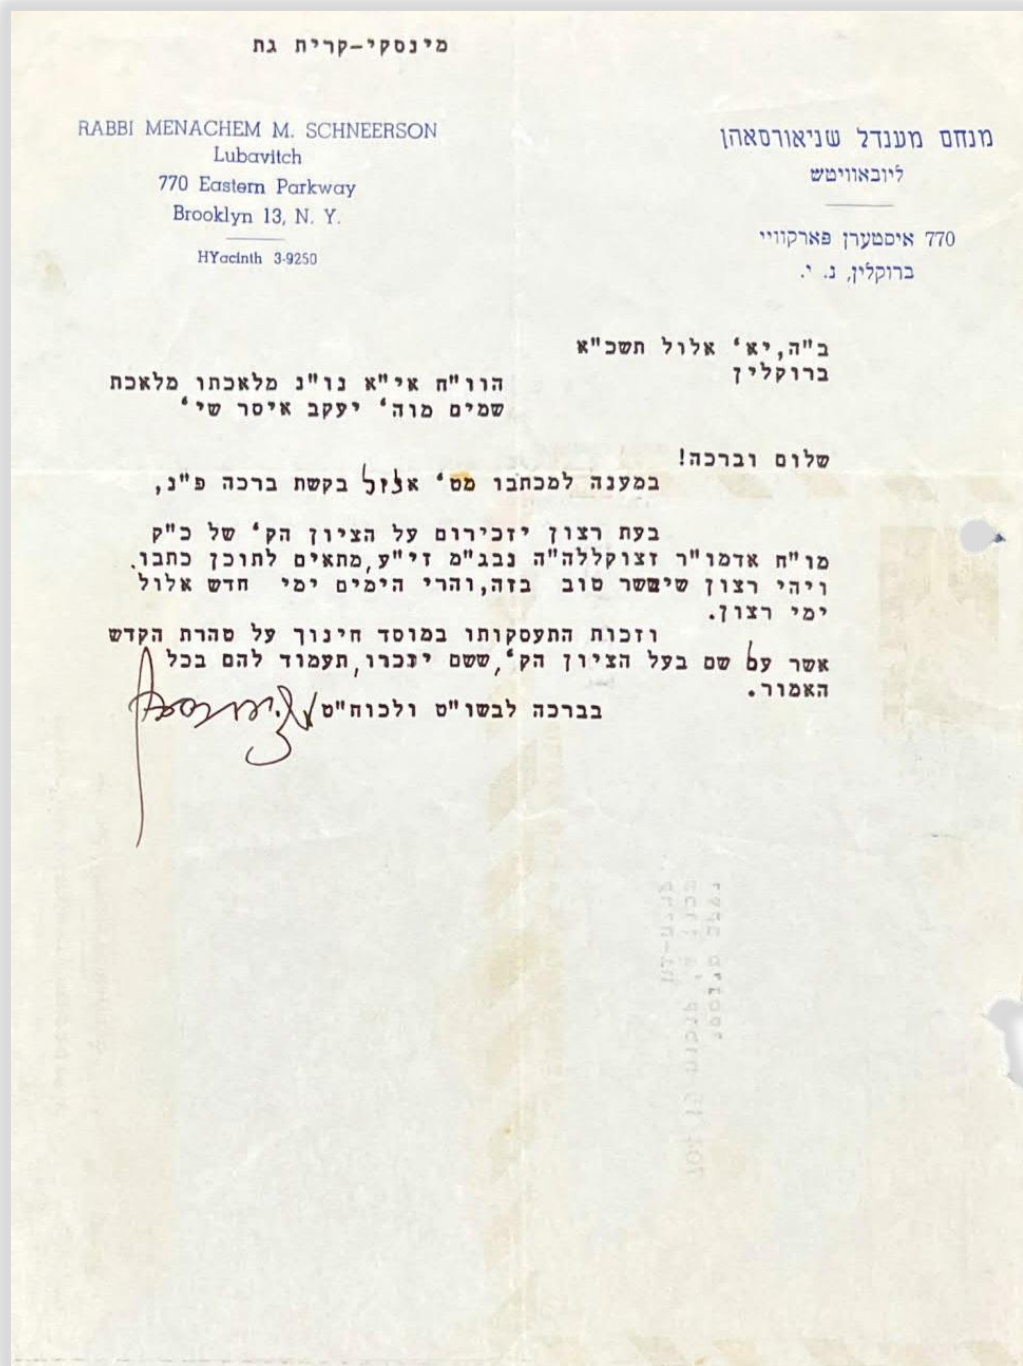 מינסקי-קרית גת
RABBI MENACHEM M. SCHNEERSON
Lubavitch
770 Eastern Parkway
Brooklyn 13, N. Y.
HYacinth 3-9250
מנחם מענדל שניאורסאהן
ליובאוויטש
770 איסטערן פארקוויי
ברוקלין, נ. י.
ב"ה,יא' אלול תשכ"א
ברוקלין
הוו"ח אי"א נו"נ מלאכתו מלאכת
שמים מוה' יעקב איסר שי'
שלום וברכה!
במענה למכתבו מט' אלול בקשת ברכה פ"נ,
בעת רצון יזכירום על הציון הק' של כ"ק
מו"ח אדמו"ר זצוקללה"ה נבג"מ זי"ע,מתאים לתוכן כתבו.
ויהי רצון שיבשר טוב בזה,והרי הימים ימי חדש אלול
ימי רצון.
וזכות התעסקותו במוסד חינוך על טהרת הקדש
אשר על שם בעל הציון הק',ששם יזכרו,תעמוד להם בכל
האמור.
בברכה לבשו"ט ולכוח"ט